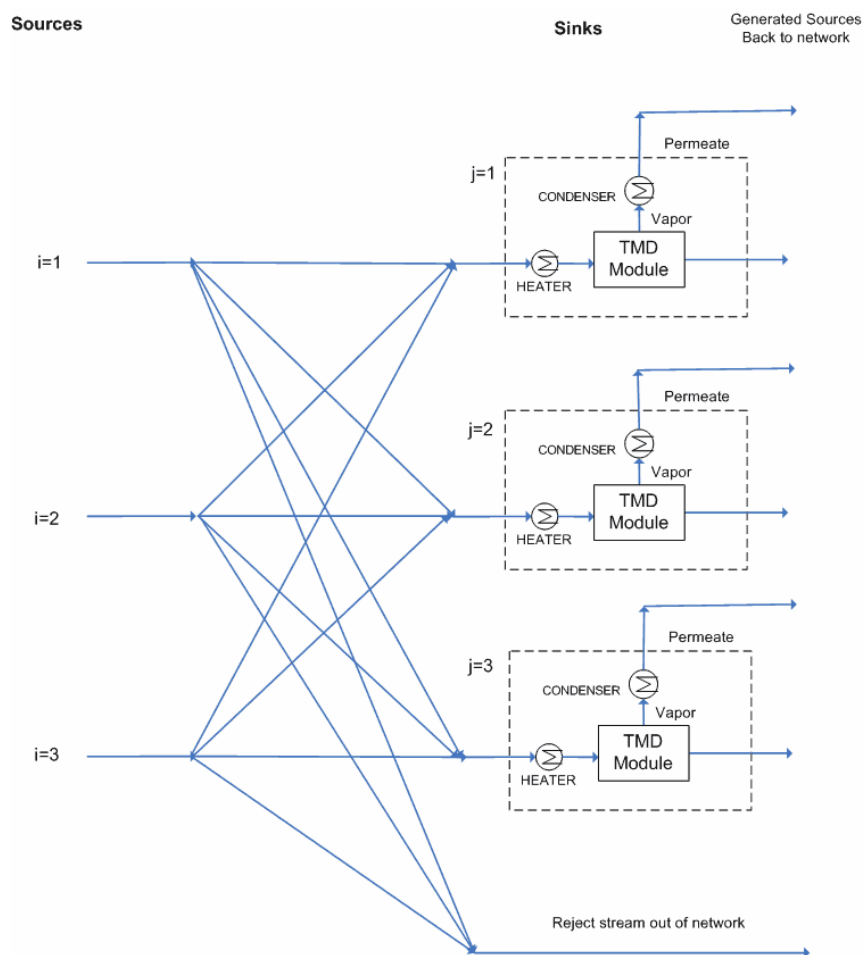 Sources
Sinks
Generated Sources
Back to network
Permeate
j=1
CONDENSER
Vapor
TMD
Module
i=1
HEATER
Permeate
j=2
CONDENSER
Vapor
TMD
Module
i=2
HEATER
Permeate
j=3
CONDENSER
Vapor
TMD
Module
i=3
HEATER
Reject stream out of network